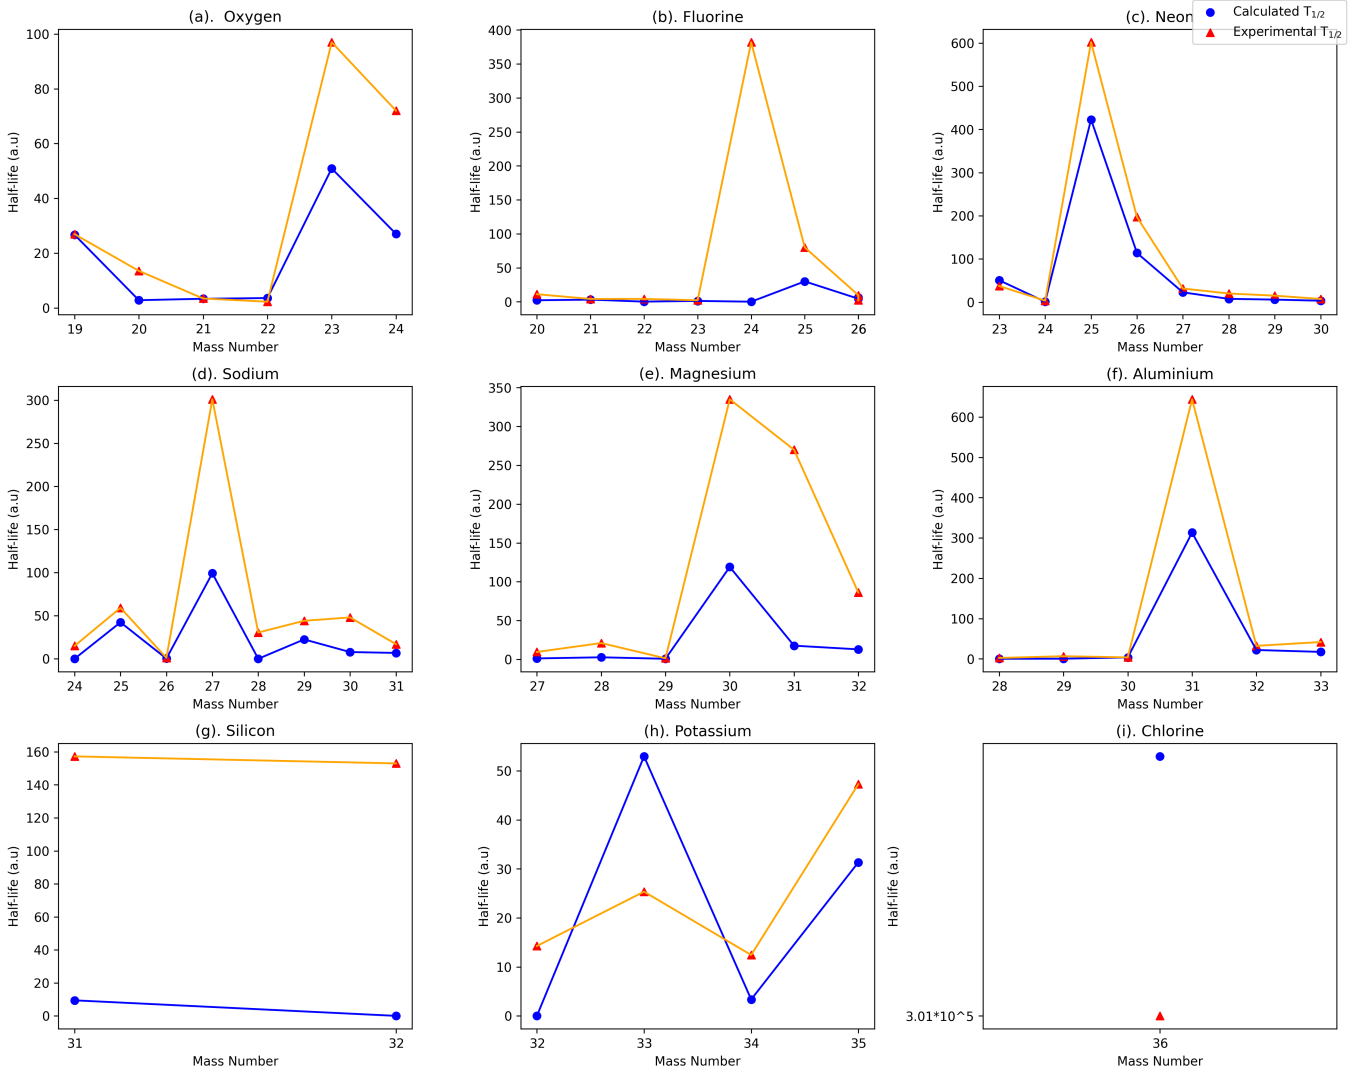 (a).  Oxygen
Half-life (a.u)
100
80
60
40
20
0
19 20 21 22 23 24
Mass Number
(b). Fluorine
Half-life (a.u)
400
350
300
250
200
150
100
50
0
20 21 22 23 24 25 26
Mass Number
(c). Neon
Calculated T1/2
Experimental T1/2
Half-life (a.u)
600
500
400
300
200
100
0
23 24 25 26 27 28 29 30
Mass Number
(d). Sodium
Half-life (a.u)
300
250
200
150
100
50
0
24 25 26 27 28 29 30 31
Mass Number
(e). Magnesium
Half-life (a.u)
350
300
250
200
150
100
50
0
27 28 29 30 31 32
Mass Number
(f). Aluminium
Half-life (a.u)
600
500
400
300
200
100
0
28 29 30 31 32 33
Mass Number
(g). Silicon
Half-life (a.u)
160
140
120
100
80
60
40
20
0
31 32
Mass Number
(h). Potassium
Half-life (a.u)
50
40
30
20
10
0
32 33 34 35
Mass Number
(i). Chlorine
Half-life (a.u)
3.01*10^5
36
Mass Number